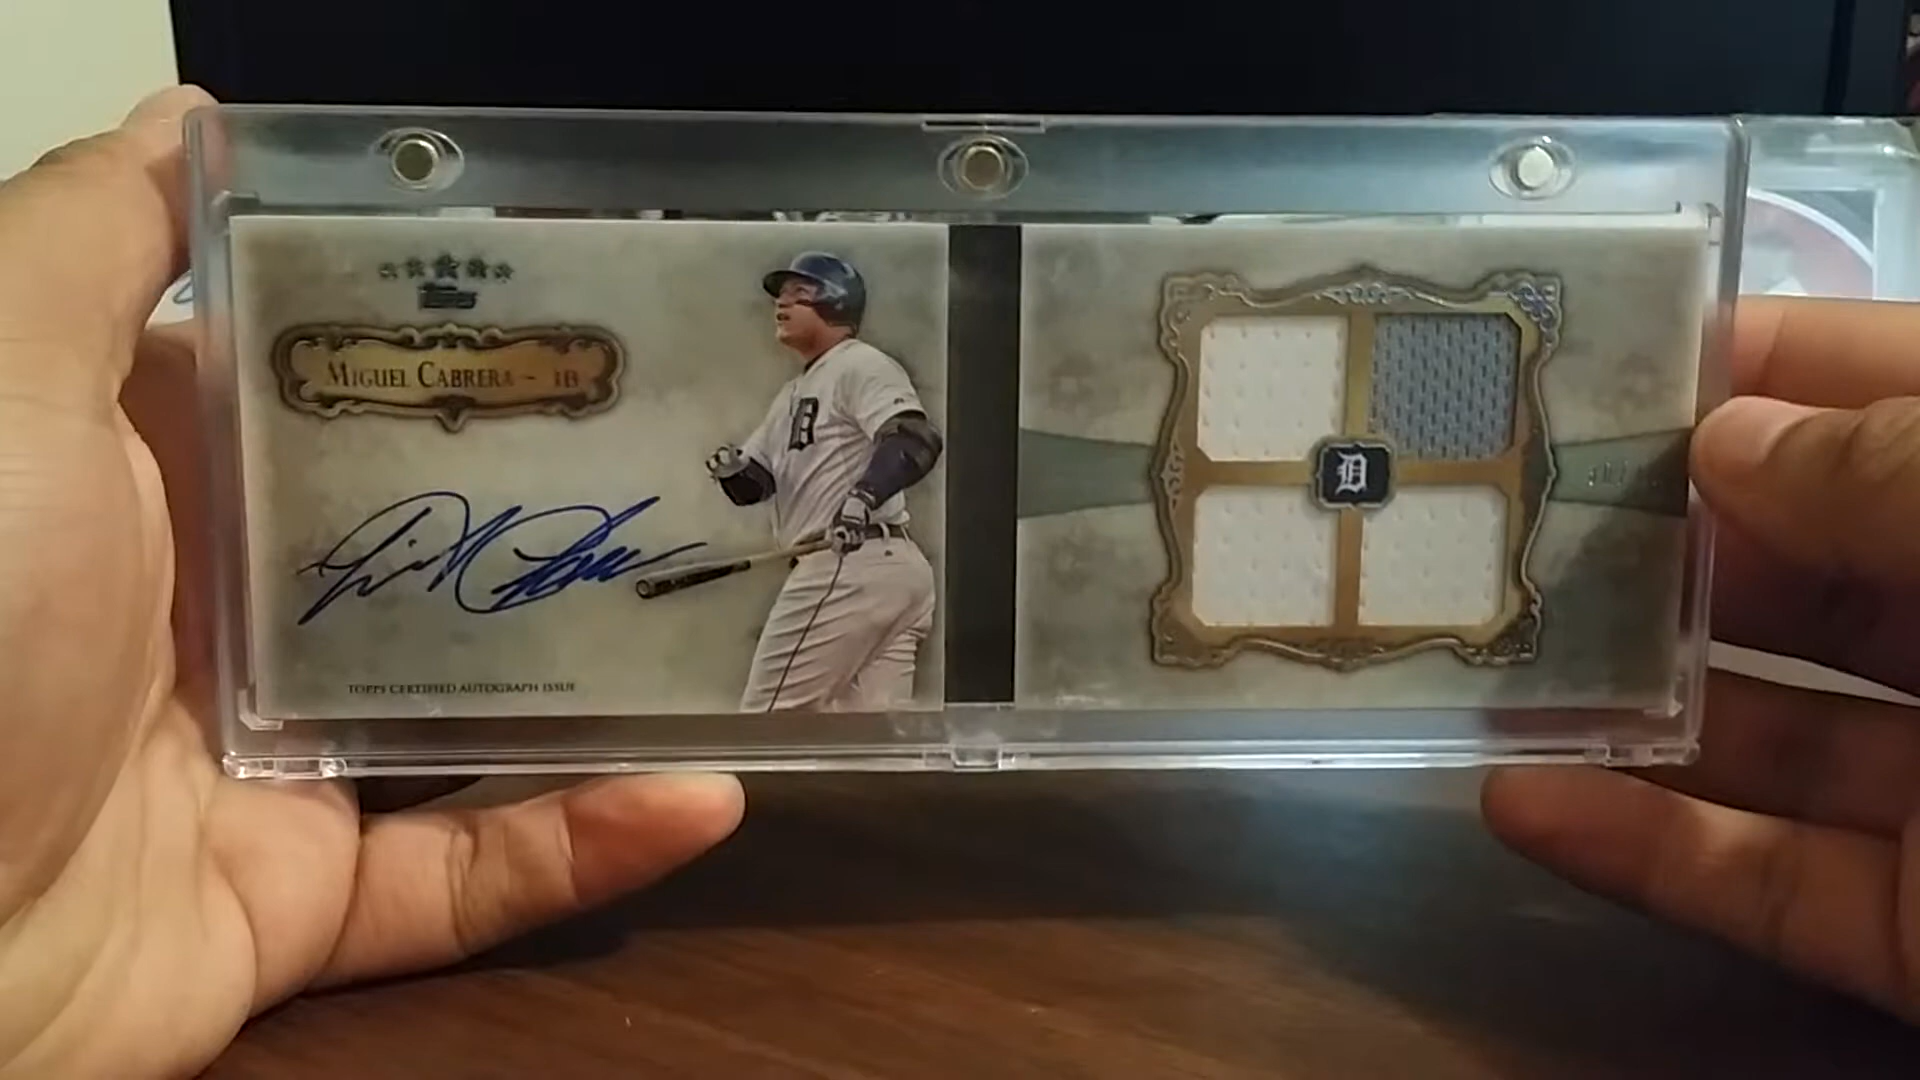 Topps
MIGUEL CABRERA - 1B
TOPPS CERTIFIED AUTOGRAPH ISSUE
D
D